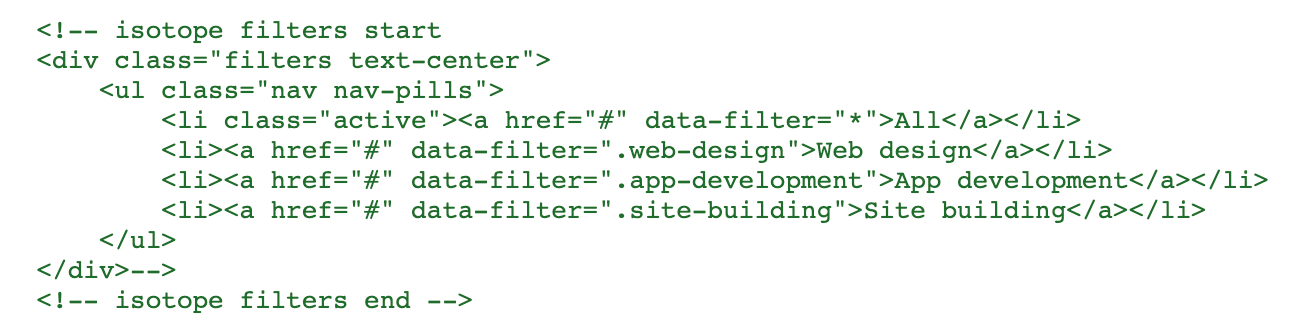 <!-- isotope filters start
<div class="filters text-center">
    <ul class="nav nav-pills">
        <li class="active"><a href="#" data-filter="*">All</a></li>
        <li><a href="#" data-filter=".web-design">Web design</a></li>
        <li><a href="#" data-filter=".app-development">App development</a></li>
        <li><a href="#" data-filter=".site-building">Site building</a></li>
    </ul>
</div>-->
<!-- isotope filters end -->